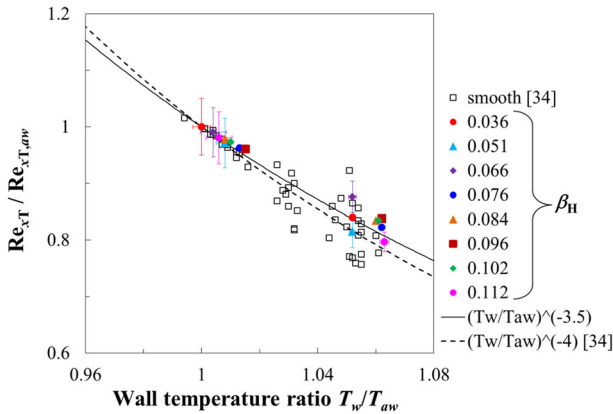 1.2
1
0.8
0.6
0.96
1
1.04
1.08
Re_xT / Re_xT,aw
Wall temperature ratio T_w/T_aw
smooth [34]
0.036
0.051
0.066
0.076
0.084
0.096
0.102
0.112
β_H
(Tw/Taw)^(-3.5)
(Tw/Taw)^(-4) [34]